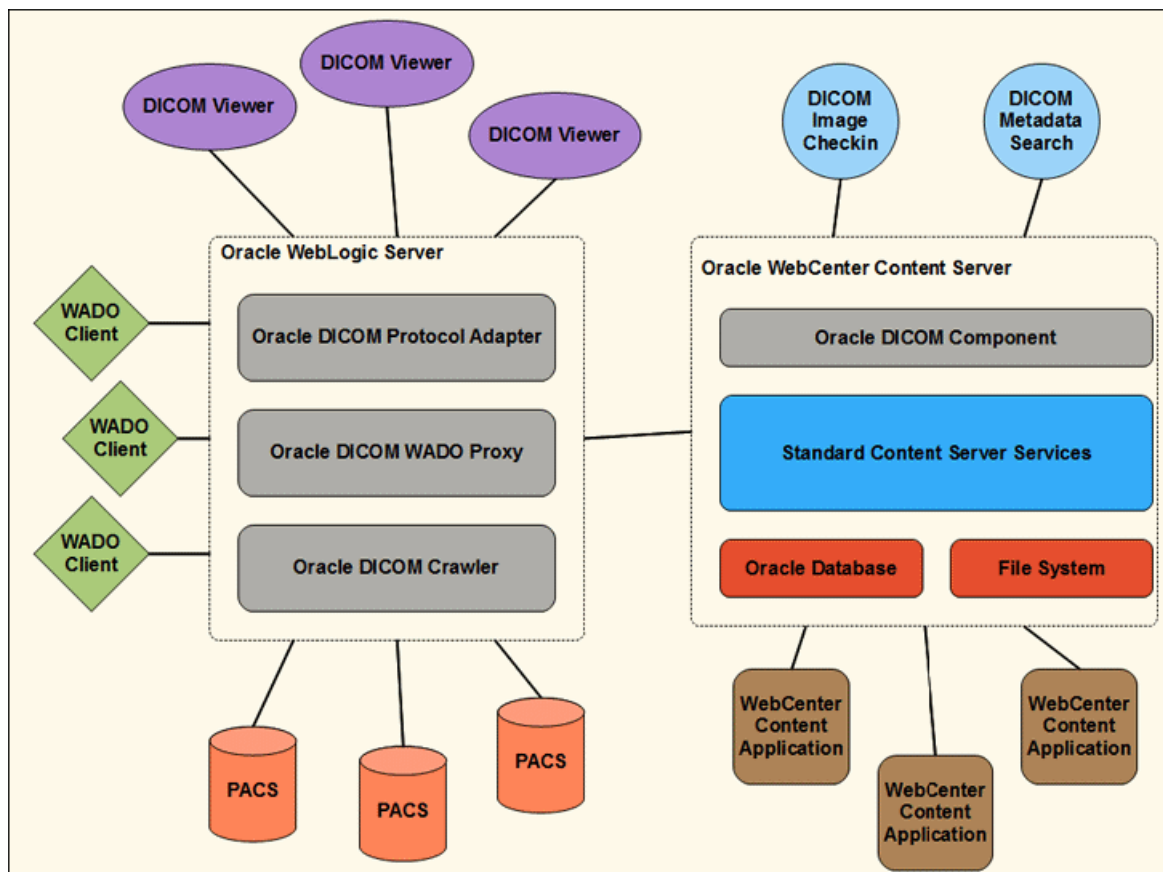 DICOM Viewer
DICOM Viewer
DICOM Viewer
DICOM
Image
Checkin
DICOM
Metadata
Search
Oracle WebLogic Server
WADO
Client
WADO
Client
WADO
Client
Oracle DICOM Protocol Adapter
Oracle DICOM WADO Proxy
Oracle DICOM Crawler
Oracle WebCenter Content Server
Oracle DICOM Component
Standard Content Server Services
Oracle Database
File System
PACS
PACS
PACS
WebCenter
Content
Application
WebCenter
Content
Application
WebCenter
Content
Application